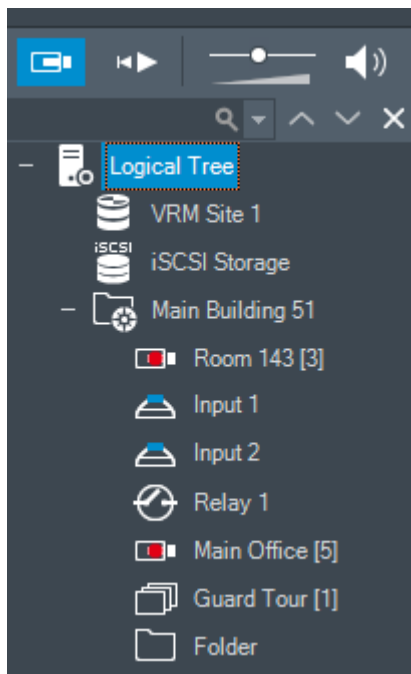 Logical Tree
VRM Site 1
iSCSI
iSCSI Storage
Main Building 51
Room 143 [3]
Input 1
Input 2
Relay 1
Main Office [5]
Guard Tour [1]
Folder